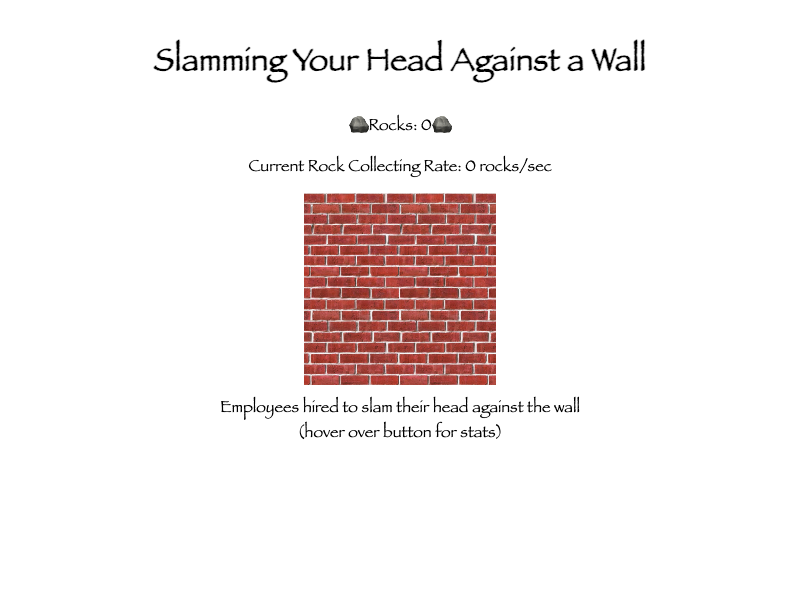 Slamming Your Head Against a Wall
Rocks: 0
Current Rock Collecting Rate: 0 rocks/sec
Employees hired to slam their head against the wall
(hover over button for stats)